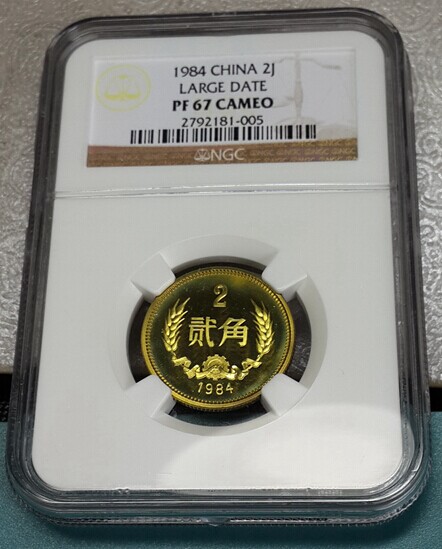 1984 CHINA 2J
LARGE DATE
PF 67 CAMEO
2792181-005
NGC
2
贰角
1984